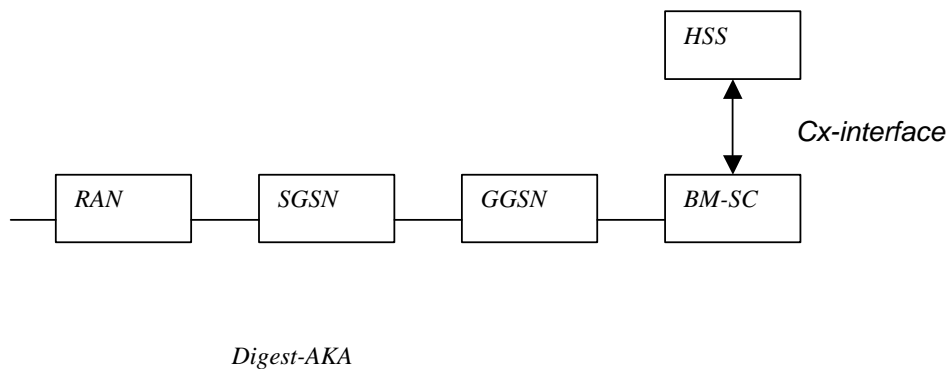 HSS
Cx-interface
RAN
SGSN
GGSN
BM-SC
Digest-AKA